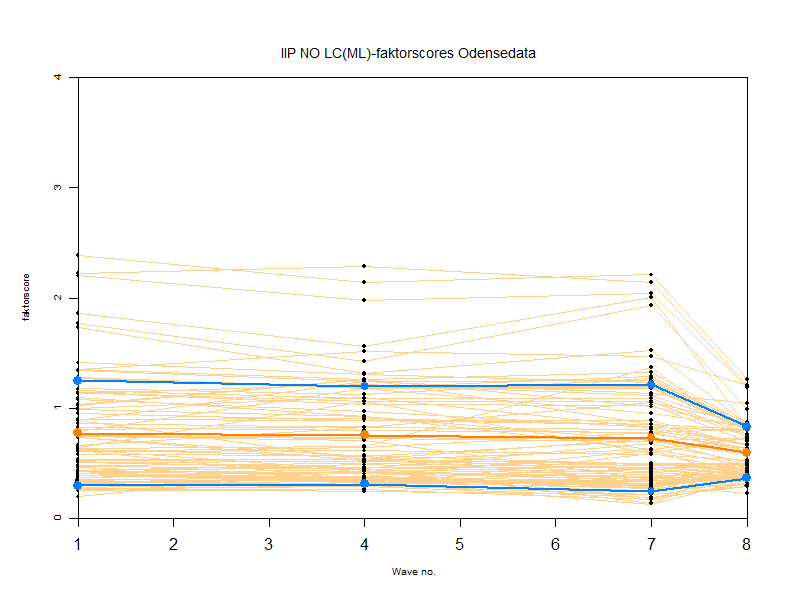 IIP NO LC(ML)-faktorscores Odensedata
4
3
2
1
0
faktorscore
1 2 3 4 5 6 7 8
Wave no.